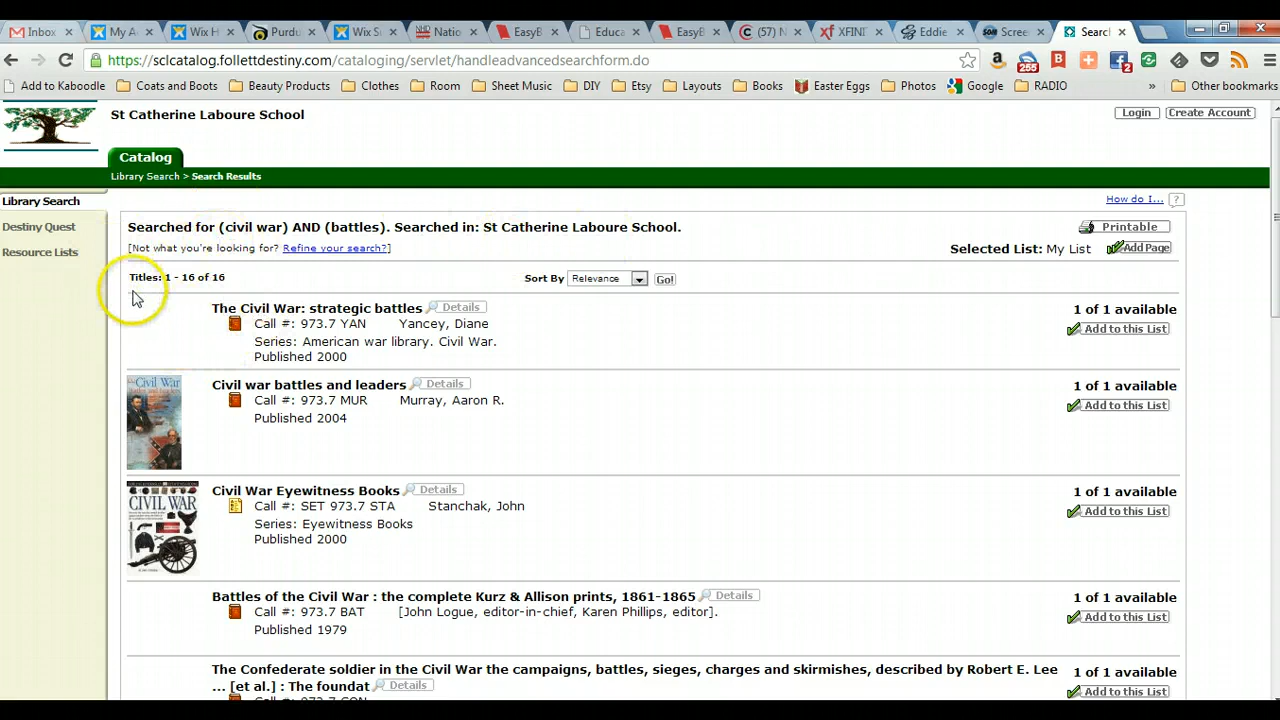 Inbox
My A
Wix H
Purdu
Wix S
Natio
EasyB
Educa
EasyB
(57) N
XFINIT
Eddie
Scree
Searc
https://sclcatalog.follettdestiny.com/cataloging/servlet/handleadvancedsearchform.do
255
2
Add to Kaboodle
Coats and Boots
Beauty Products
Clothes
Room
Sheet Music
DIY
Etsy
Layouts
Books
Easter Eggs
Photos
Google
RADIO
»
Other bookmarks
St Catherine Laboure School
Login
Create Account
Catalog
Library Search > Search Results
Library Search
Destiny Quest
Resource Lists
How do I... ?
Searched for (civil war) AND (battles). Searched in: St Catherine Laboure School.
Printable
[Not what you're looking for? Refine your search?]
Selected List: My List
Add Page
Titles: 1 - 16 of 16
Sort By Relevance Go!
The Civil War: strategic battles Details
1 of 1 available
Call #: 973.7 YAN Yancey, Diane
Add to this List
Series: American war library. Civil War.
Published 2000
Civil war battles and leaders Details
1 of 1 available
Call #: 973.7 MUR Murray, Aaron R.
Add to this List
Published 2004
Civil War
Civil War Eyewitness Books Details
1 of 1 available
Call #: SET 973.7 STA Stanchak, John
Add to this List
Series: Eyewitness Books
Published 2000
CIVIL WAR
Battles of the Civil War : the complete Kurz & Allison prints, 1861-1865 Details
1 of 1 available
Call #: 973.7 BAT [John Logue, editor-in-chief, Karen Phillips, editor].
Add to this List
Published 1979
The Confederate soldier in the Civil War the campaigns, battles, sieges, charges and skirmishes, described by Robert E. Lee
... [et al.] : The foundat Details
1 of 1 available
Add to this List